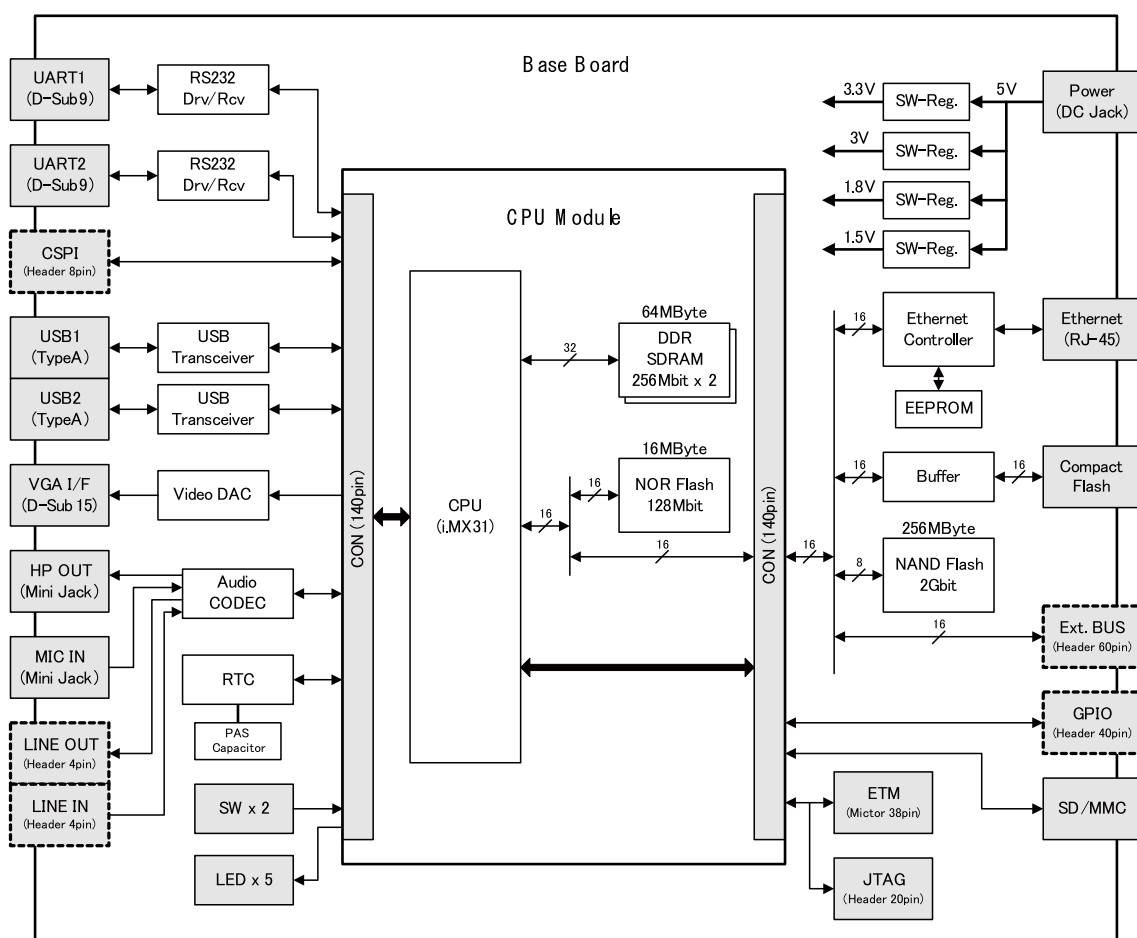 Base Board
UART1
(D-Sub9)
RS232
Drv/Rcv
UART2
(D-Sub9)
RS232
Drv/Rcv
CSPI
(Header 8pin)
USB1
(TypeA)
USB
Transceiver
USB2
(TypeA)
USB
Transceiver
VGA I/F
(D-Sub 15)
Video DAC
HP OUT
(Mini Jack)
Audio
CODEC
MIC IN
(Mini Jack)
RTC
PAS
Capacitor
LINE OUT
(Header 4pin)
LINE IN
(Header 4pin)
SW x 2
LED x 5
CON (140pin)
CPU Module
CPU
(i.MX31)
64MByte
32
DDR
SDRAM
256Mbit x 2
16MByte
16
NOR Flash
128Mbit
16
16
CON (140pin)
16
3.3V
SW-Reg.
5V
Power
(DC Jack)
3V
SW-Reg.
1.8V
SW-Reg.
1.5V
SW-Reg.
16
Ethernet
Controller
Ethernet
(RJ-45)
EEPROM
16
Buffer
16
Compact
Flash
256MByte
8
NAND Flash
2Gbit
16
Ext. BUS
(Header 60pin)
GPIO
(Header 40pin)
ETM
(Mictor 38pin)
SD/MMC
JTAG
(Header 20pin)